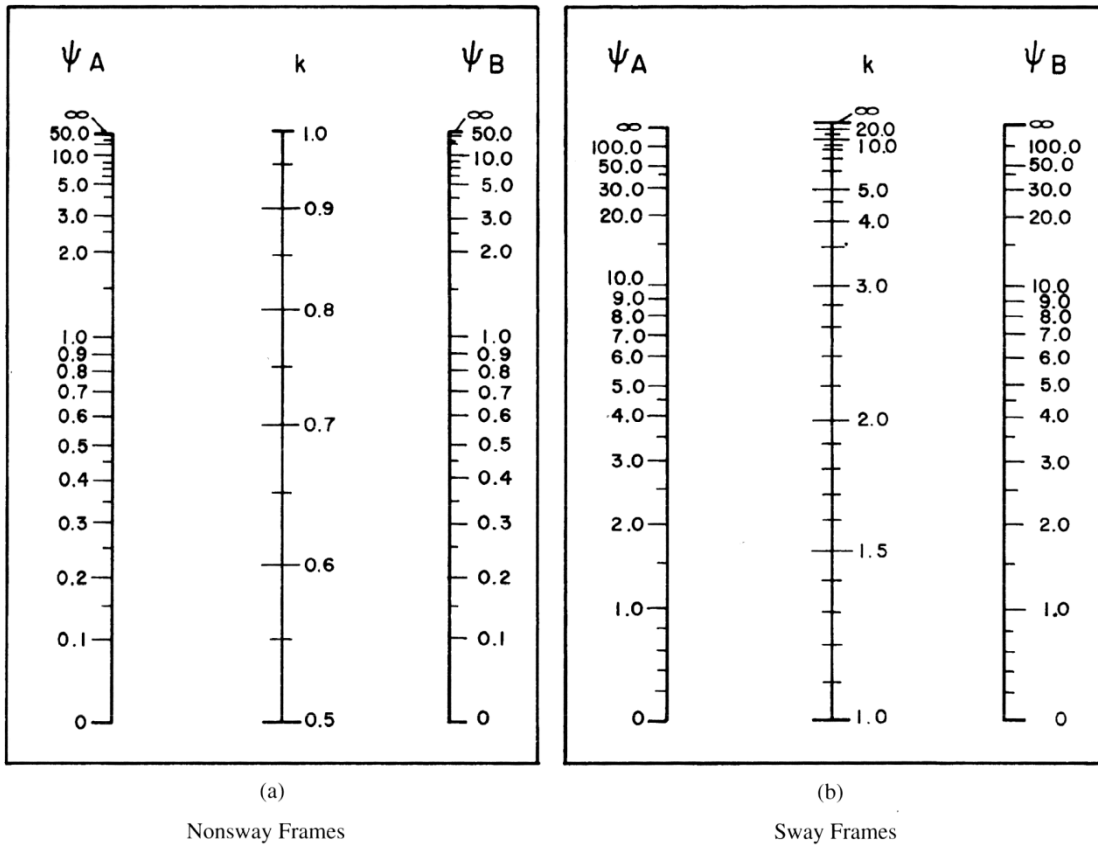 ψA k ψB
∞ ∞
50.0 1.0 50.0
10.0 10.0
5.0 0.9 5.0
3.0 3.0
2.0 2.0
0.8
1.0 1.0
0.9 0.9
0.8 0.8
0.7 0.7
0.6 0.7 0.6
0.5 0.5
0.4 0.4
0.3 0.3
0.2 0.6 0.2
0.1 0.1
0 0.5 0
(a)
Nonsway Frames
ψA k ψB
∞ ∞ ∞
20.0
100.0 10.0 100.0
50.0 50.0
30.0 5.0 30.0
20.0 4.0 20.0
10.0 3.0 10.0
9.0 9.0
8.0 8.0
7.0 7.0
6.0 6.0
5.0 5.0
4.0 2.0 4.0
3.0 3.0
2.0 2.0
1.5
1.0 1.0
0 1.0 0
(b)
Sway Frames